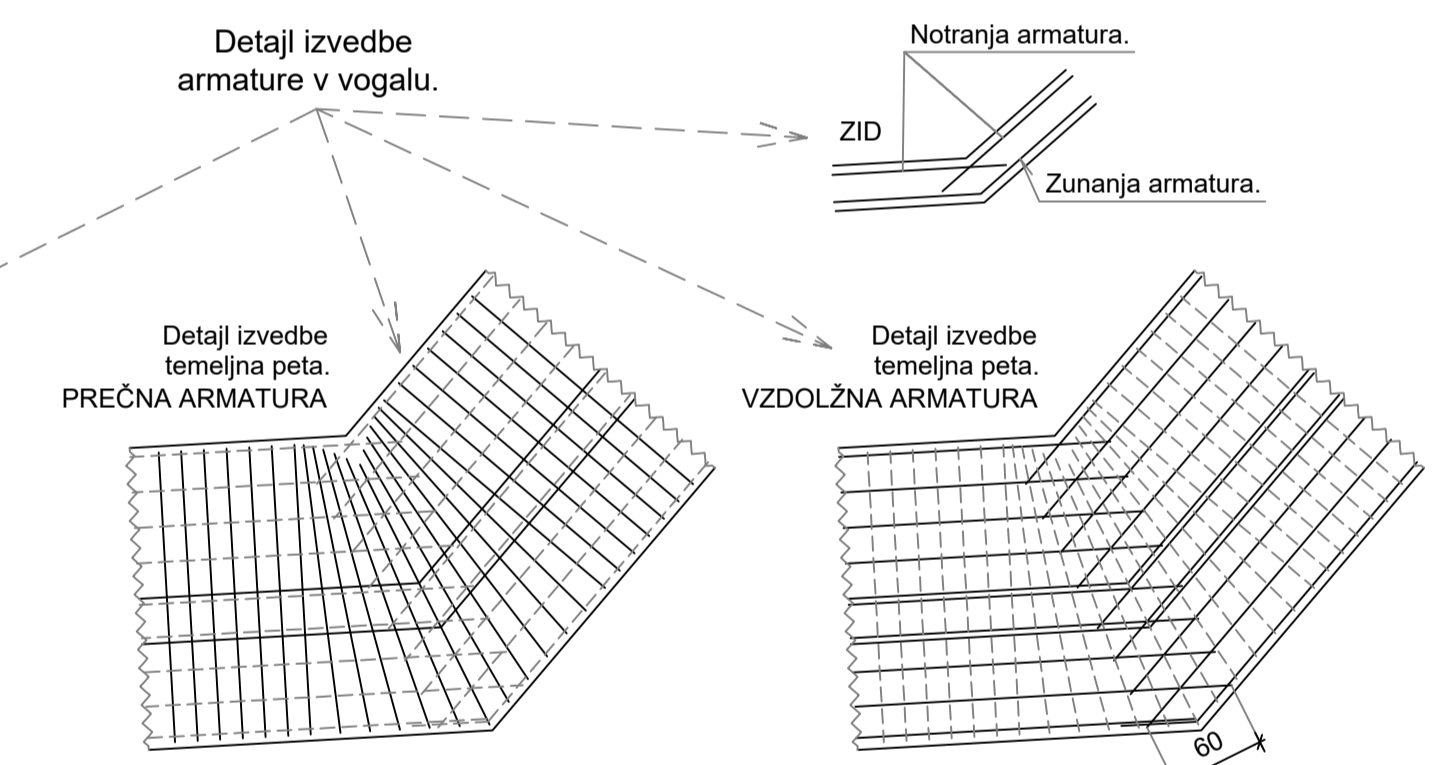 Detajl izvedbe
armature v vogalu.
Notranja armatura.
ZID
Zunanja armatura.
Detajl izvedbe
temeljna peta.
PREČNA ARMATURA
Detajl izvedbe
temeljna peta.
VZDOLŽNA ARMATURA
60